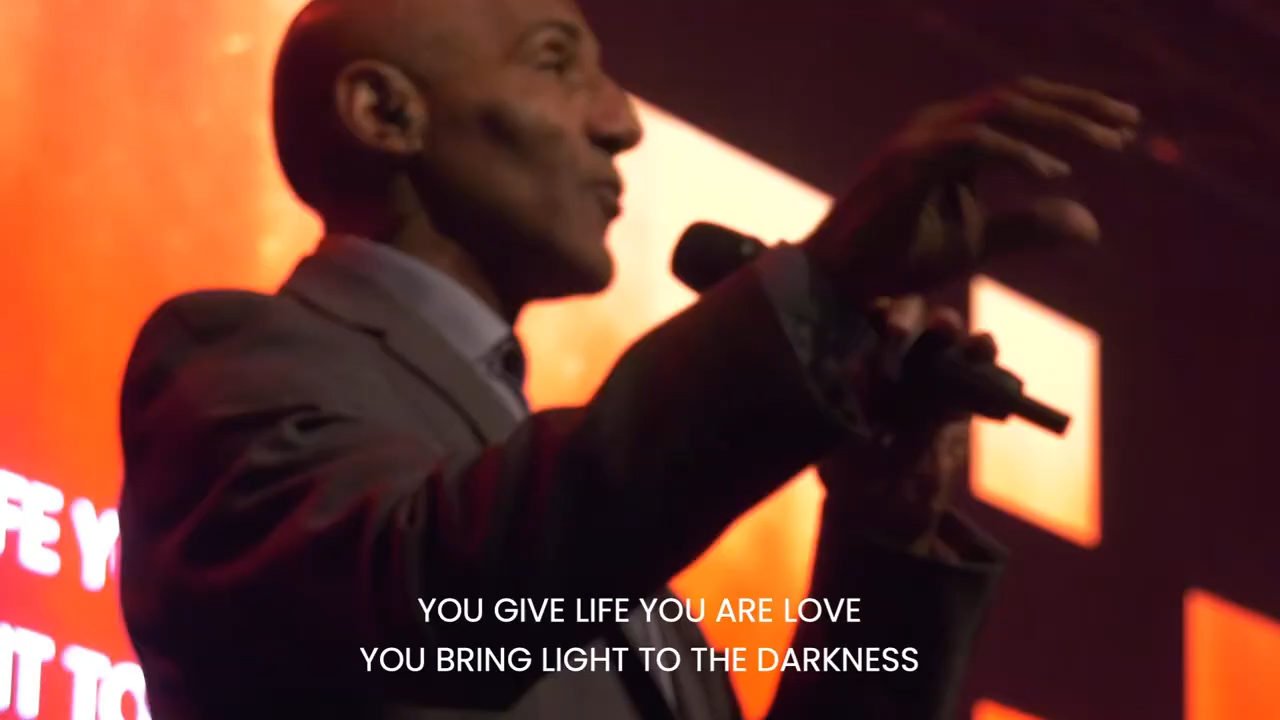 YOU GIVE LIFE YOU ARE LOVE
YOU BRING LIGHT TO THE DARKNESS